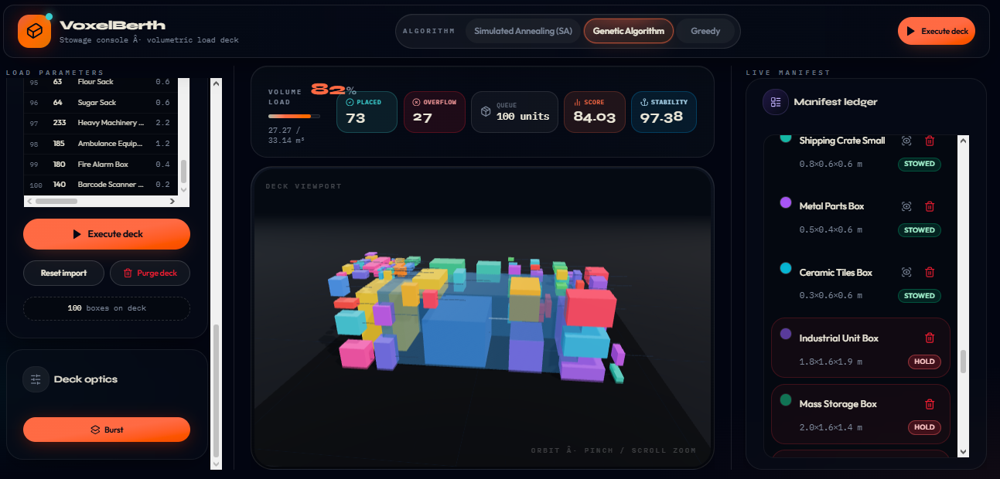 VoxelBerth
Stowage console Â· volumetric load deck
ALGORITHM
Simulated Annealing (SA)
Genetic Algorithm
Greedy
Execute deck
LOAD PARAMETERS
95 63 Flour Sack 0.6
96 64 Sugar Sack 0.4
97 233 Heavy Machinery ... 2.2
98 185 Ambulance Equip... 1.2
99 180 Fire Alarm Box 0.4
100 140 Barcode Scanner ... 0.2
Execute deck
Reset import
Purge deck
100 boxes on deck
Deck optics
Burst
VOLUME LOAD
82%
27.27 / 33.14 m³
PLACED
73
OVERFLOW
27
QUEUE
100 units
SCORE
84.03
STABILITY
97.38
DECK VIEWPORT
ORBIT Â· PINCH / SCROLL ZOOM
LIVE MANIFEST
Manifest ledger
Shipping Crate Small
0.8×0.6×0.6 m
STOWED
Metal Parts Box
0.5×0.4×0.6 m
STOWED
Ceramic Tiles Box
0.3×0.6×0.6 m
STOWED
Industrial Unit Box
1.8×1.6×1.9 m
HOLD
Mass Storage Box
2.0×1.6×1.4 m
HOLD